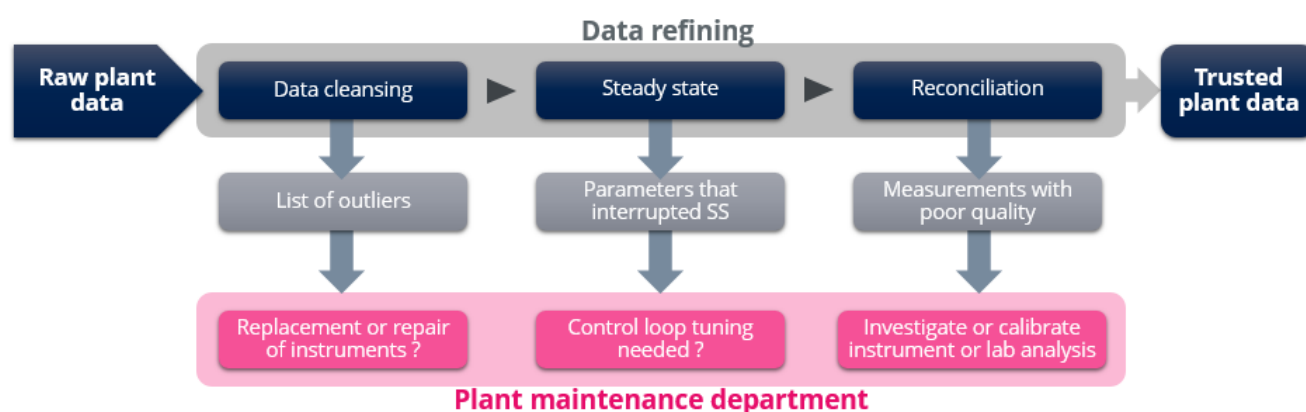 Data refining
Raw plant
data
Data cleansing
Steady state
Reconciliation
Trusted
plant data
List of outliers
Parameters that
interrupted SS
Measurements with
poor quality
Replacement or repair
of instruments ?
Control loop tuning
needed ?
Investigate or calibrate
instrument or lab analysis
Plant maintenance department